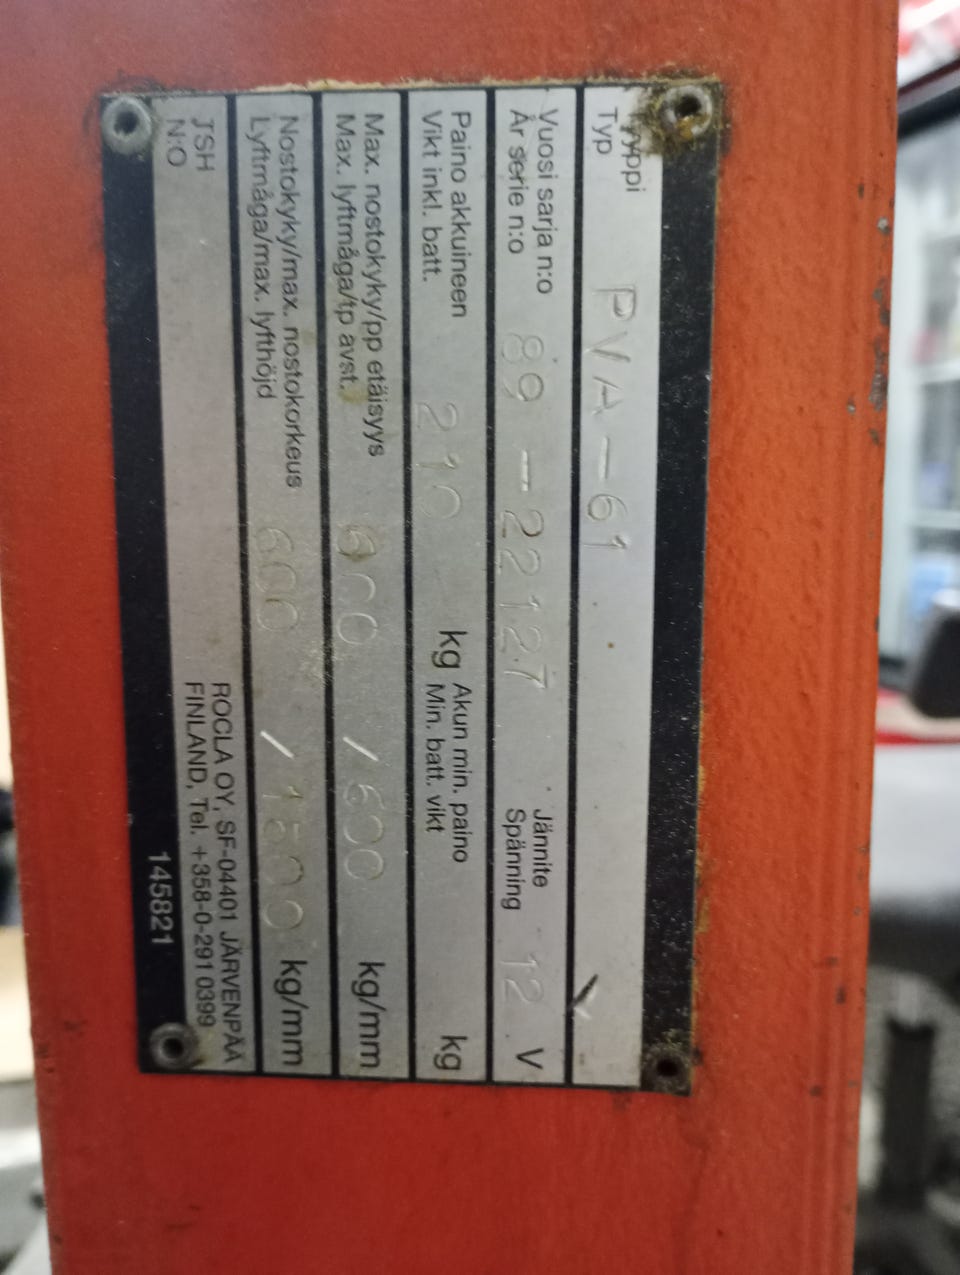 Tyyppi
Typ PVA-61
Vuosi sarja n:o Jännite
År serie n:o 89-22127 Spänning 12 V
Paino akkuineen Akun min. paino
Vikt inkl. batt. 210 kg Min. batt. vikt kg
Max. nostokyky/pp etäisyys
Max. lyftmåga/tp avst. 600 /600 kg/mm
Nostokyky/max. nostokorkeus
Lyftmåga/max. lyfthöjd 600 /1500 kg/mm
JSH ROCLA OY, SF-04401 JÄRVENPÄÄ
N:O FINLAND, Tel. +358-0-291 0399
145821